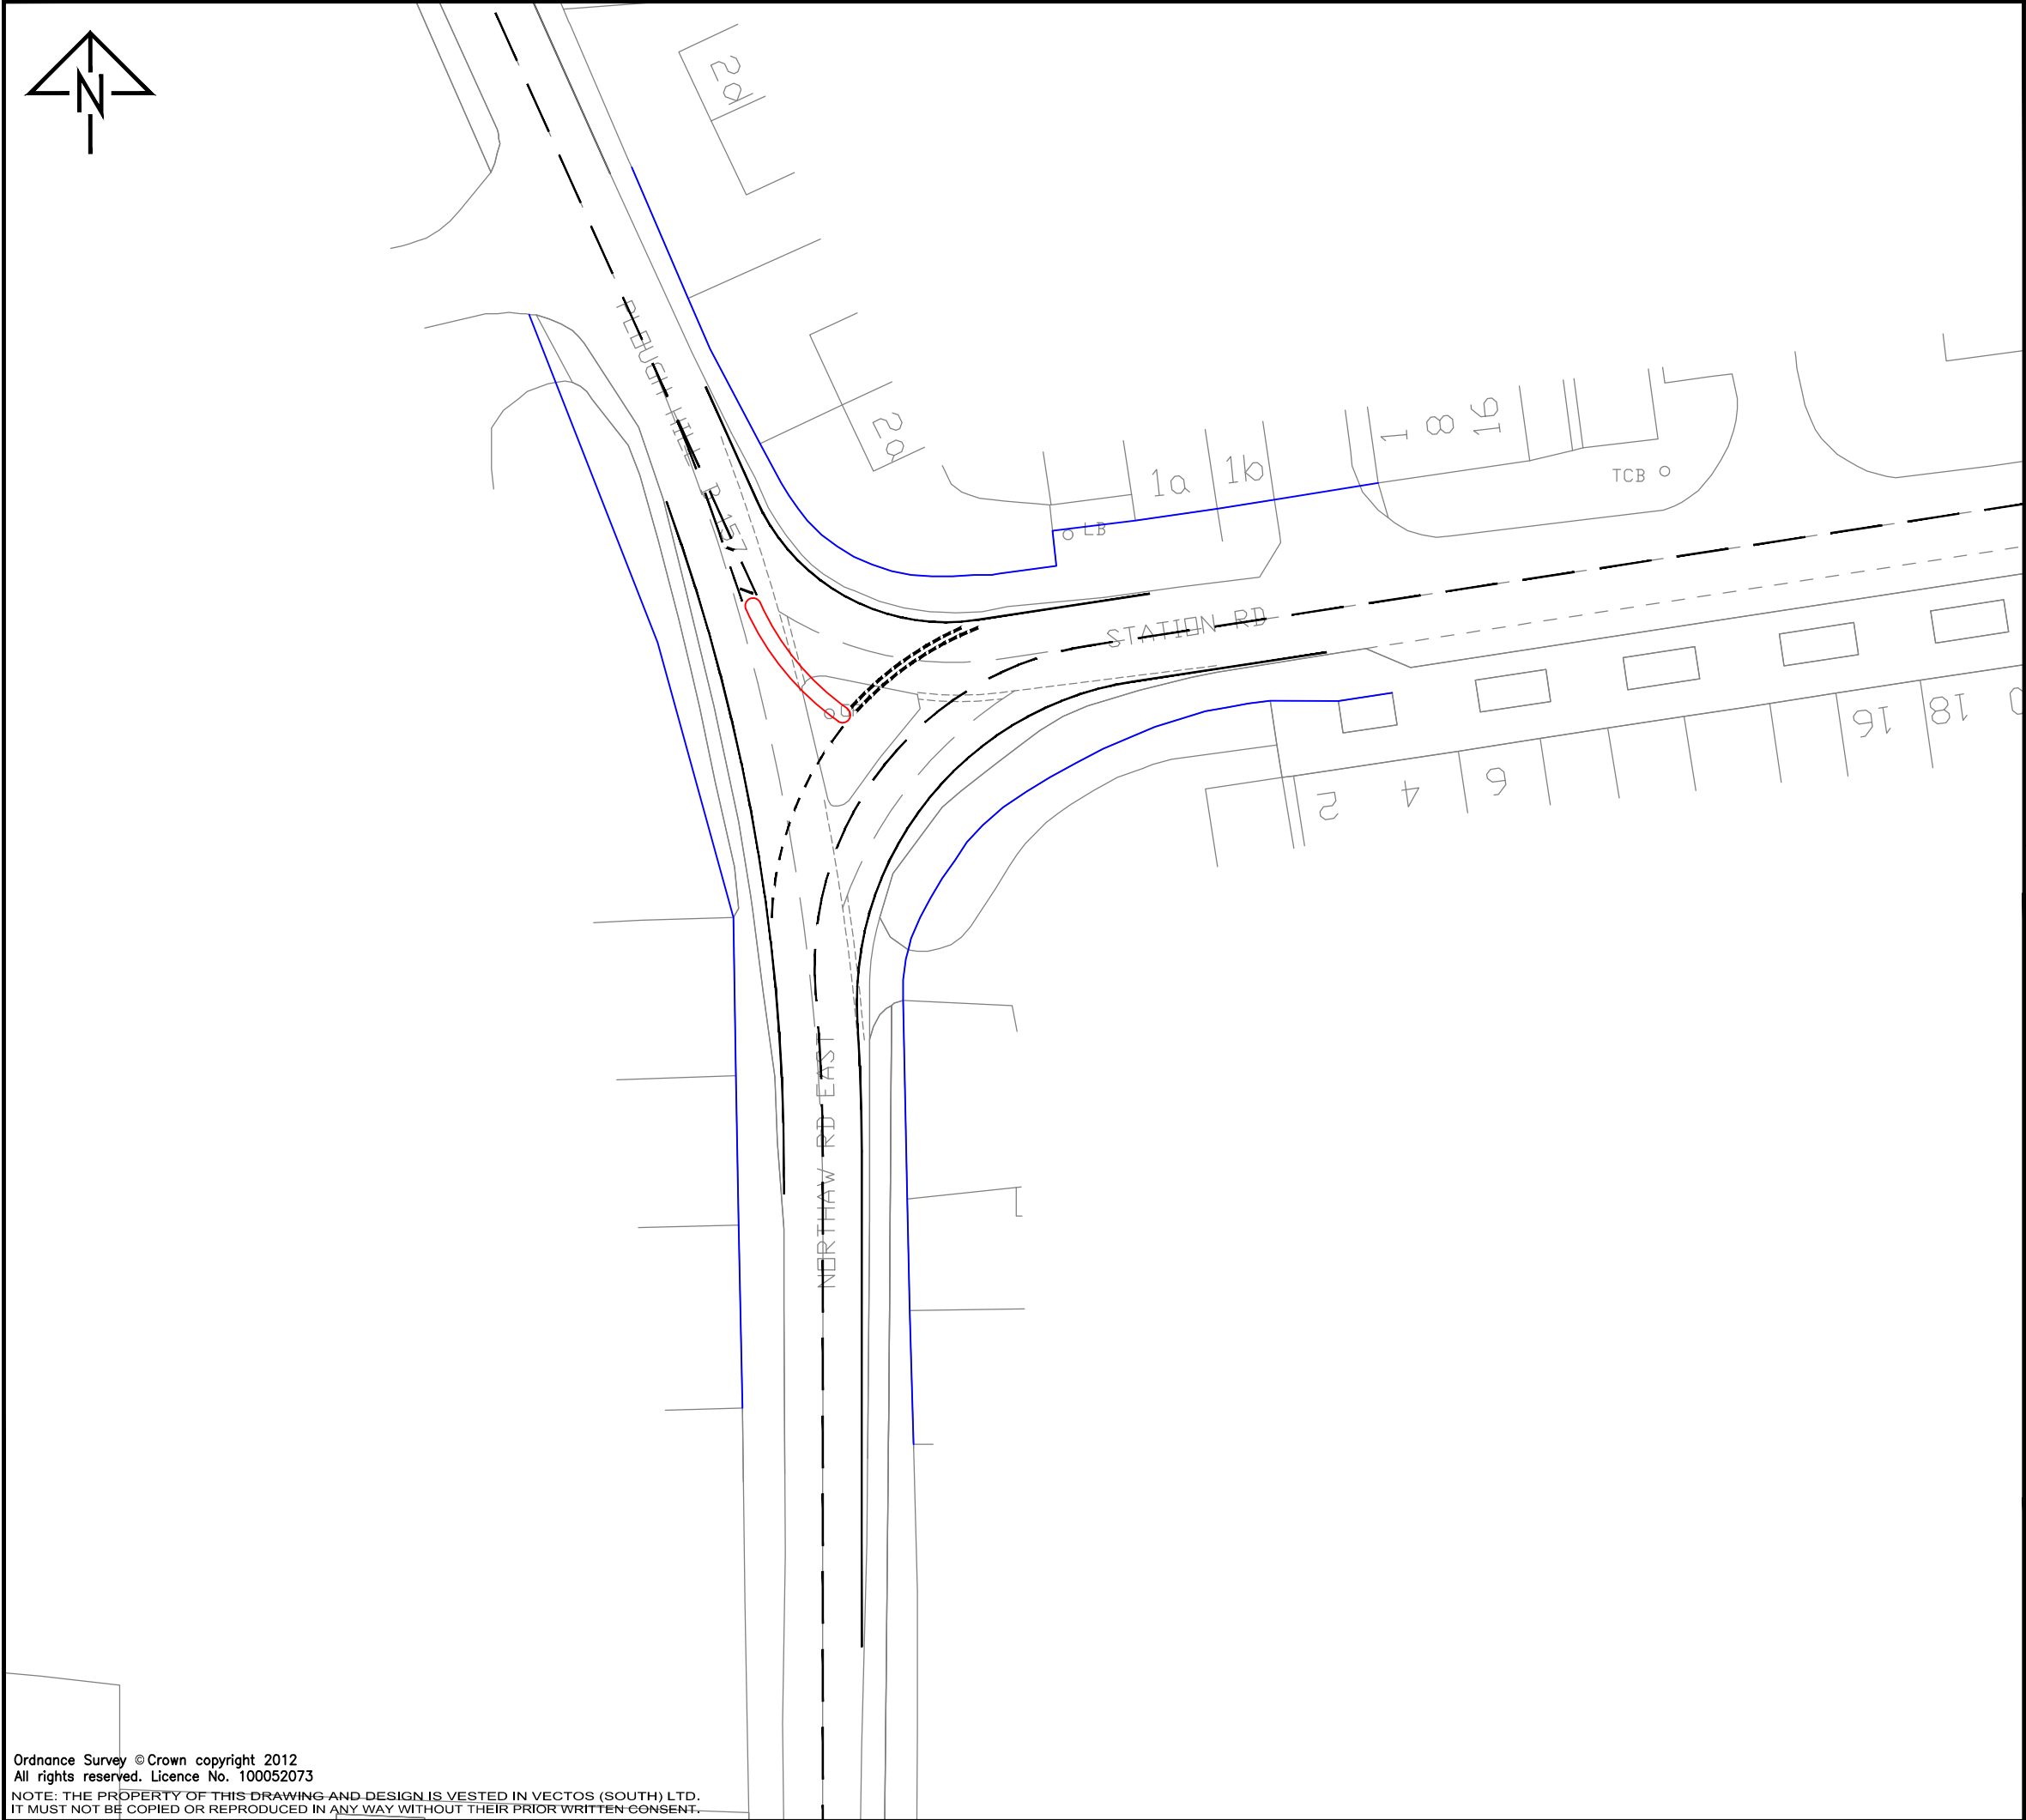 N
62
PLOUGH HILL B 157
62
1a
1b
1
8
16
TCB
LB
STATION RD
2
4
6
16
18
NORTHAW RD EAST
Ordnance Survey © Crown copyright 2012
All rights reserved. Licence No. 100052073
NOTE: THE PROPERTY OF THIS DRAWING AND DESIGN IS VESTED IN VECTOS (SOUTH) LTD.
IT MUST NOT BE COPIED OR REPRODUCED IN ANY WAY WITHOUT THEIR PRIOR WRITTEN CONSENT.